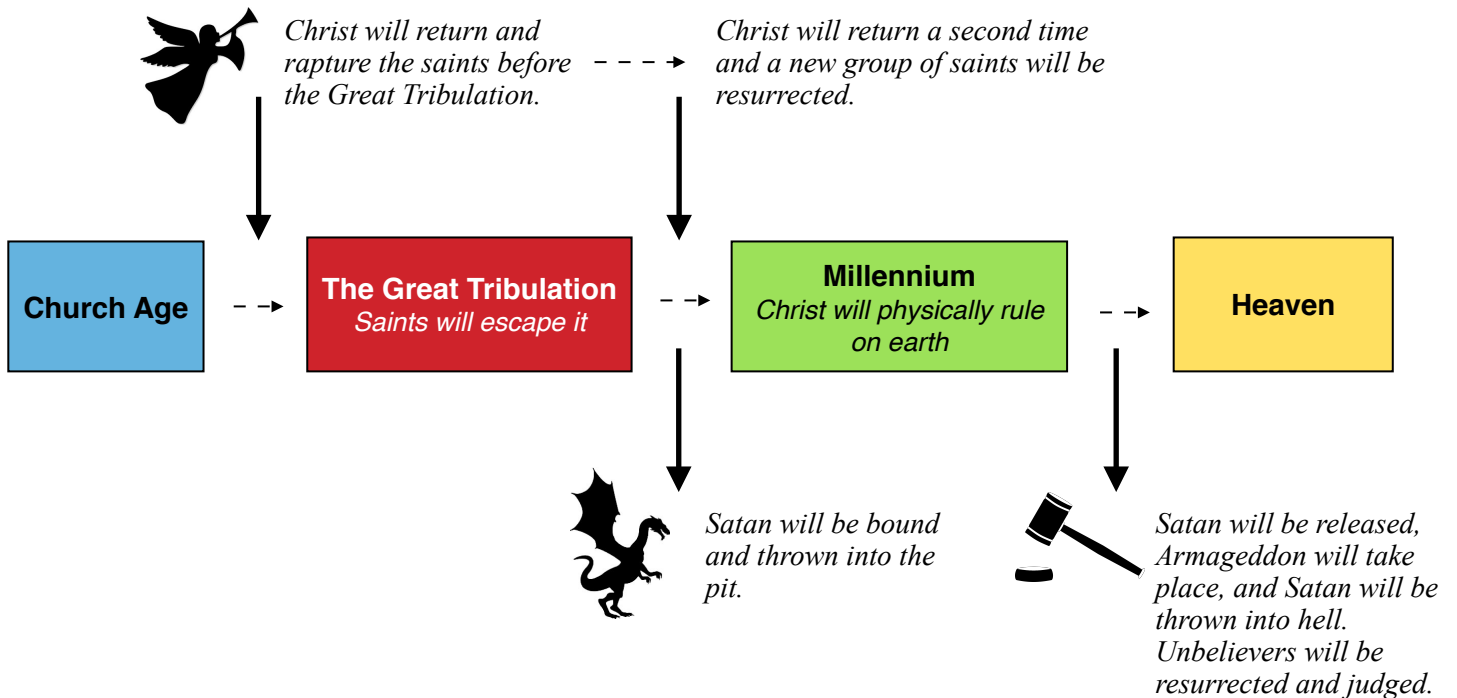 Christ will return and
rapture the saints before
the Great Tribulation.
Christ will return a second time
and a new group of saints will be
resurrected.
Church Age
The Great Tribulation
Saints will escape it
Millennium
Christ will physically rule
on earth
Heaven
Satan will be bound
and thrown into the
pit.
Satan will be released,
Armageddon will take
place, and Satan will be
thrown into hell.
Unbelievers will be
resurrected and judged.